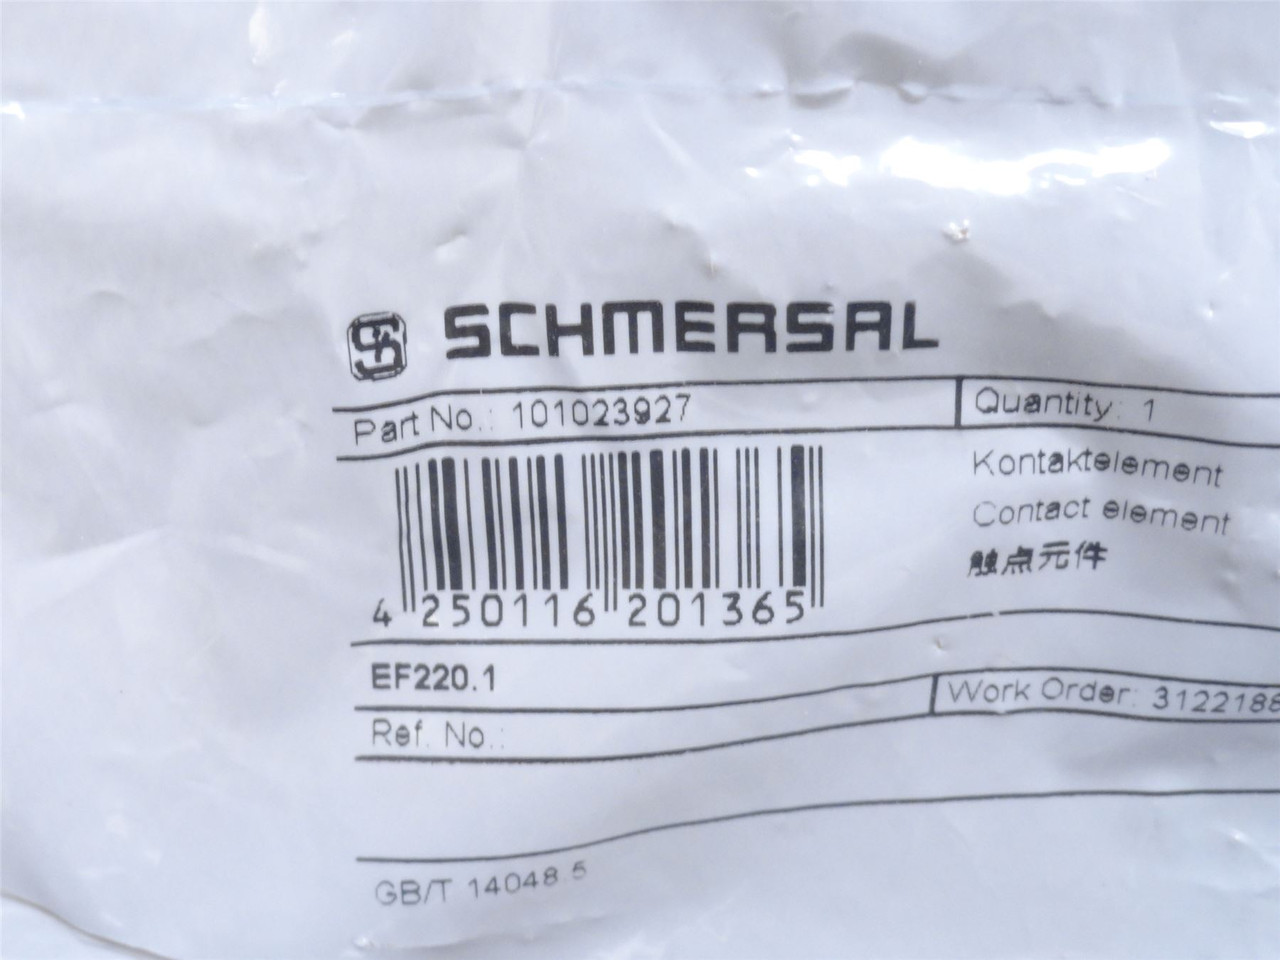 SCHMERSAL
Part No.: 101023927
Quantity: 1
Kontaktelement
Contact element
触点元件
4 250116 201365
EF220.1
Work Order: 3122188
Ref. No.:
GB/T 14048.5